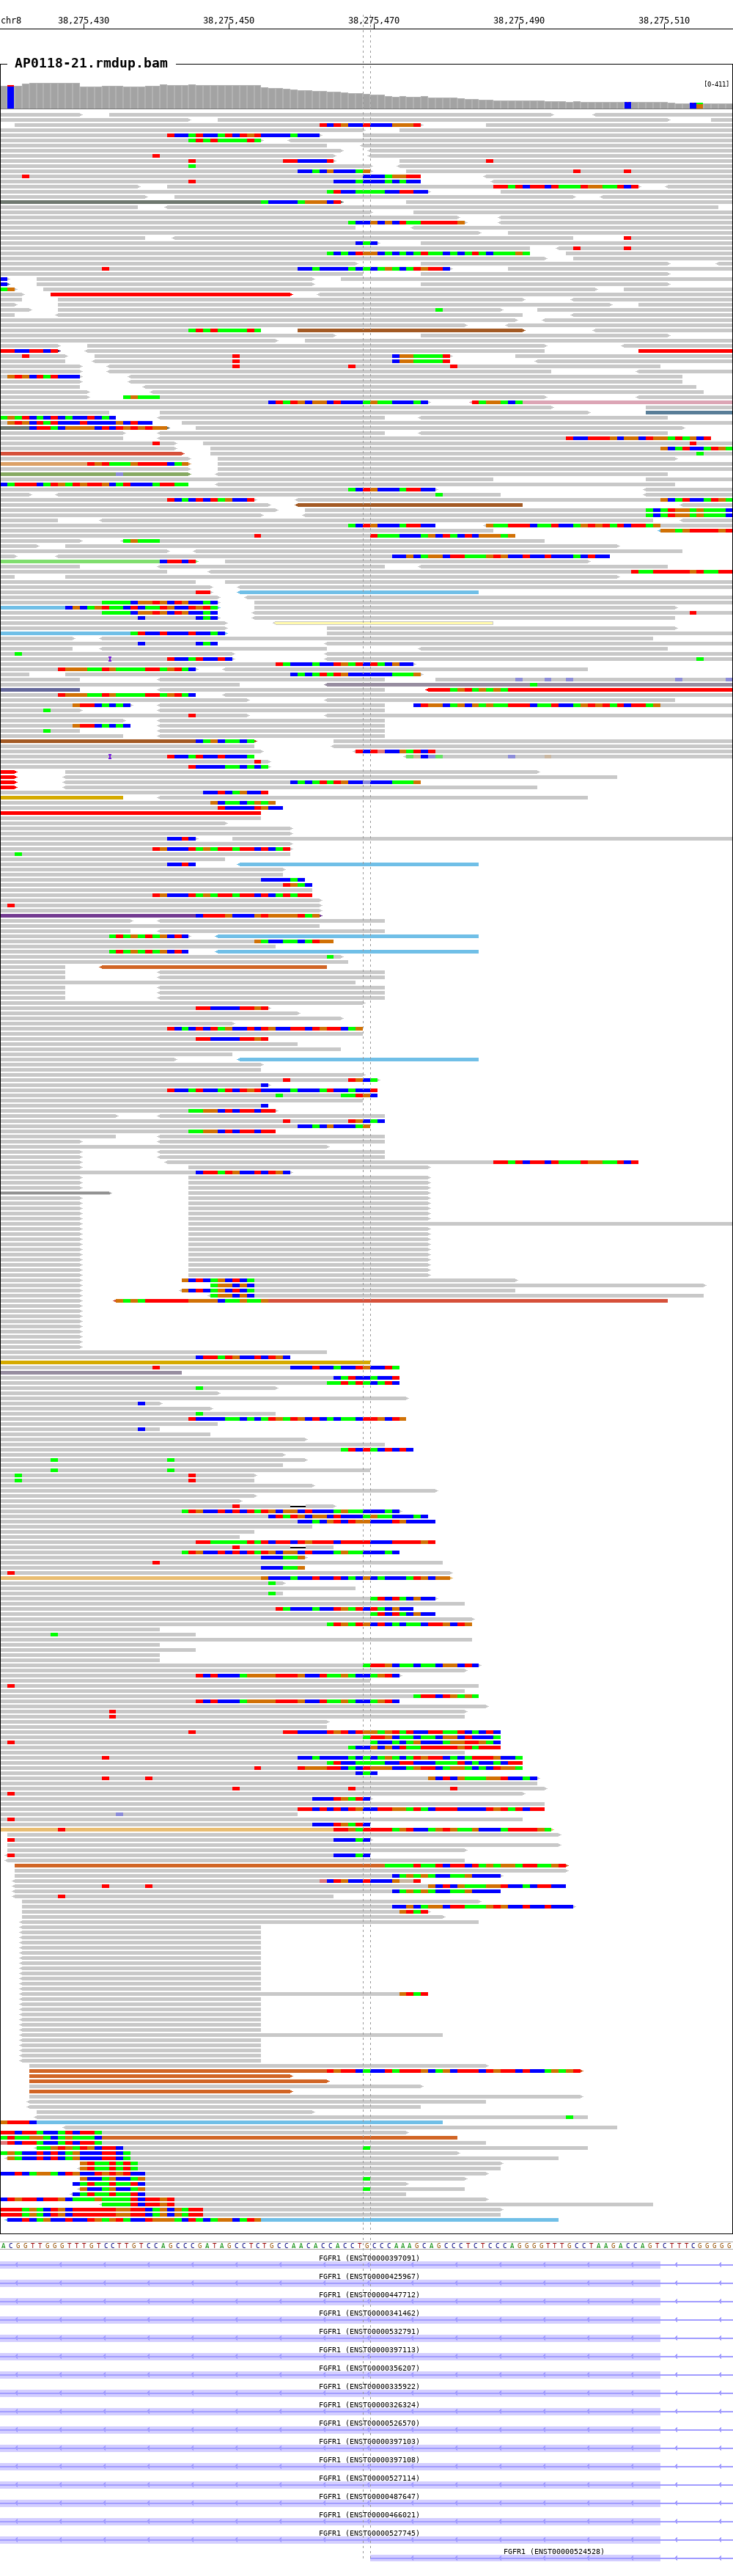 chr8
38,275,430
38,275,450
38,275,470
38,275,490
38,275,510
AP0118-21.rmdup.bam
[0-411]
ACGGTTGGGTTTGTCCTTGTCCAGCCCGATAGCCTCTGCCAACACCACCTGCCCAAAGCAGCCCTCTCCCAGGGGTTTGCCTAAGACCAGTCTTTCGGGGG
FGFR1 (ENST00000397091)
FGFR1 (ENST00000425967)
FGFR1 (ENST00000447712)
FGFR1 (ENST00000341462)
FGFR1 (ENST00000532791)
FGFR1 (ENST00000397113)
FGFR1 (ENST00000356207)
FGFR1 (ENST00000335922)
FGFR1 (ENST00000326324)
FGFR1 (ENST00000526570)
FGFR1 (ENST00000397103)
FGFR1 (ENST00000397108)
FGFR1 (ENST00000527114)
FGFR1 (ENST00000487647)
FGFR1 (ENST00000466021)
FGFR1 (ENST00000527745)
FGFR1 (ENST00000524528)